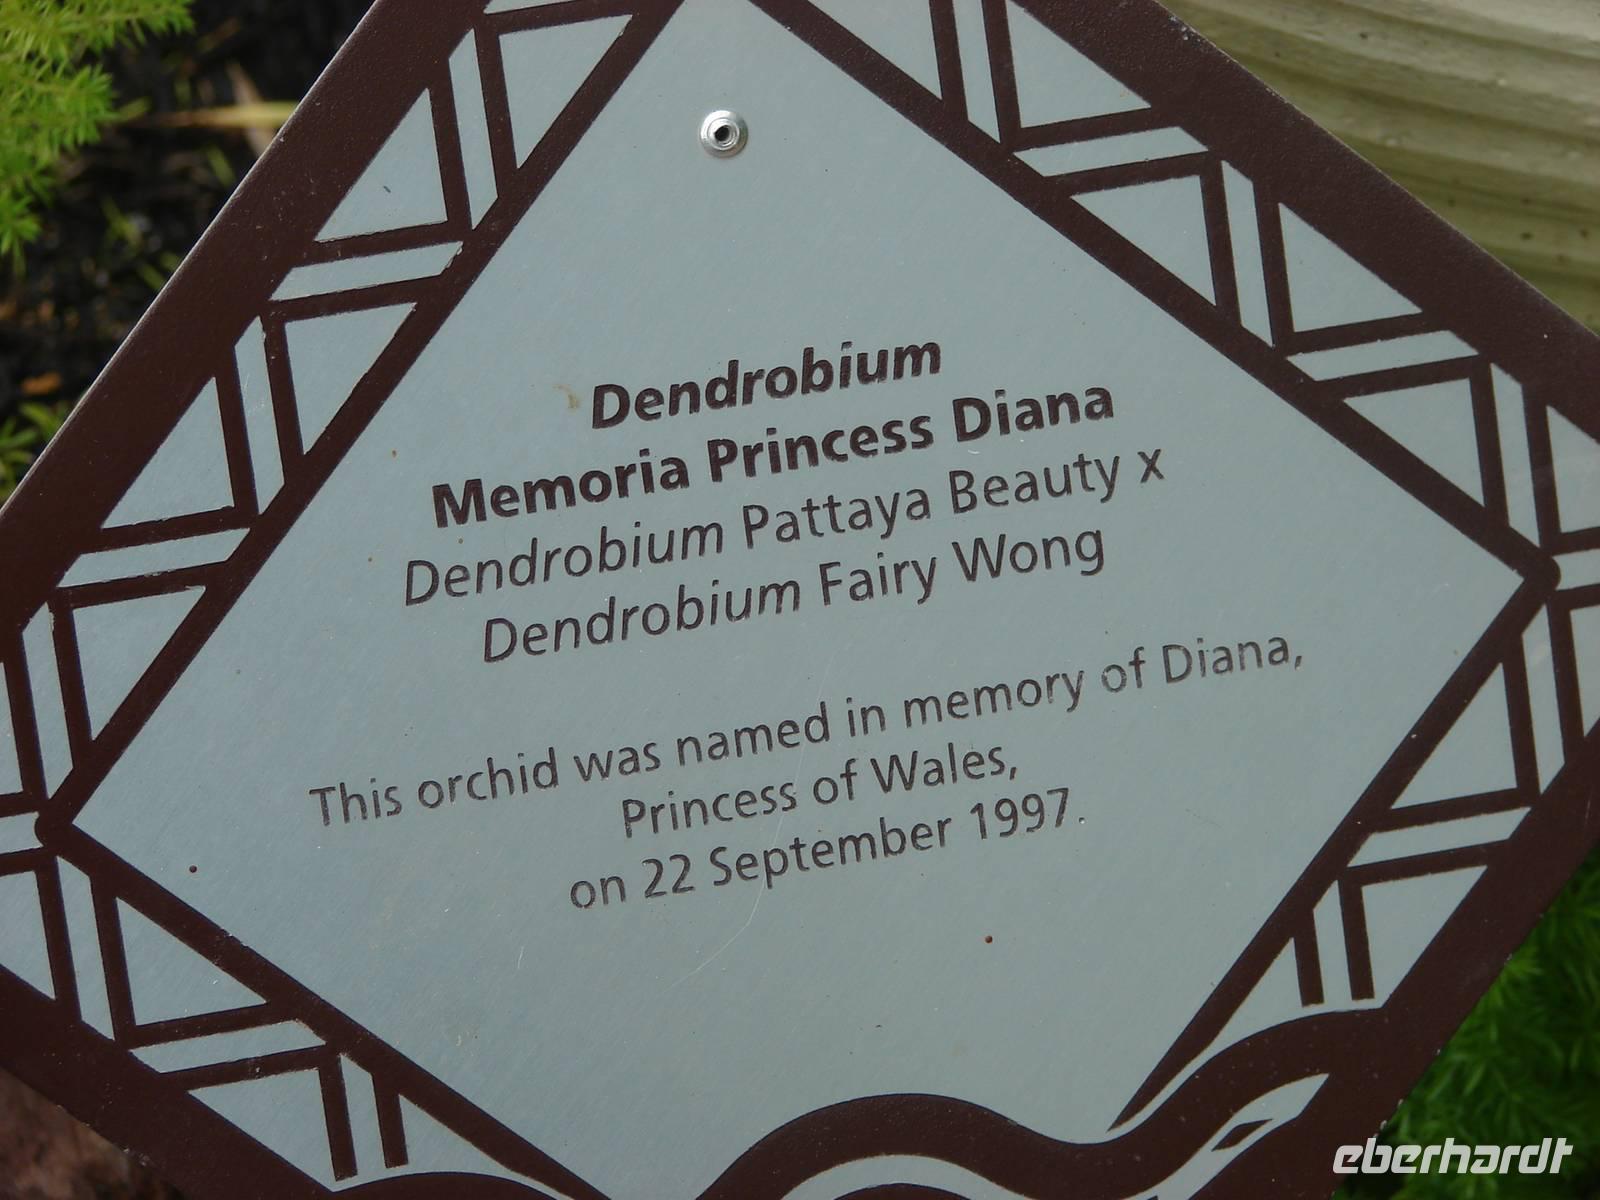 Dendrobium
Memoria Princess Diana
Dendrobium Pattaya Beauty x
Dendrobium Fairy Wong
This orchid was named in memory of Diana,
Princess of Wales,
on 22 September 1997.
eberhardt